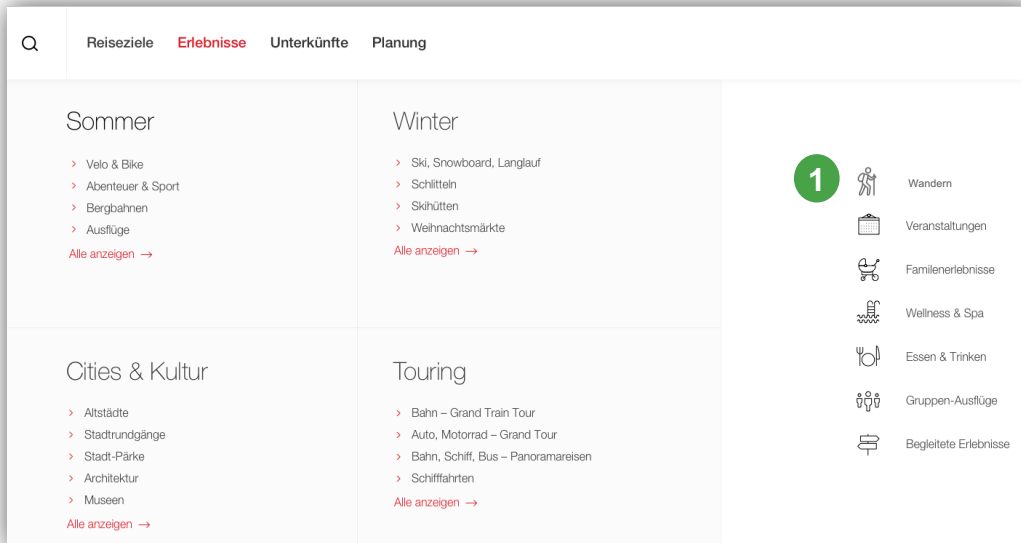 Reiseziele Erlebnisse Unterkünfte Planung
Sommer
Velo & Bike
Abenteuer & Sport
Bergbahnen
Ausflüge
Alle anzeigen →
Winter
Ski, Snowboard, Langlauf
Schlitteln
Skihütten
Weihnachtsmärkte
Alle anzeigen →
Cities & Kultur
Altstädte
Stadtrundgänge
Stadt-Pärke
Architektur
Museen
Alle anzeigen →
Touring
Bahn – Grand Train Tour
Auto, Motorrad – Grand Tour
Bahn, Schiff, Bus – Panoramareisen
Schifffahrten
Alle anzeigen →
1 Wandern
Veranstaltungen
Familenerlebnisse
Wellness & Spa
Essen & Trinken
Gruppen-Ausflüge
Begleitete Erlebnisse